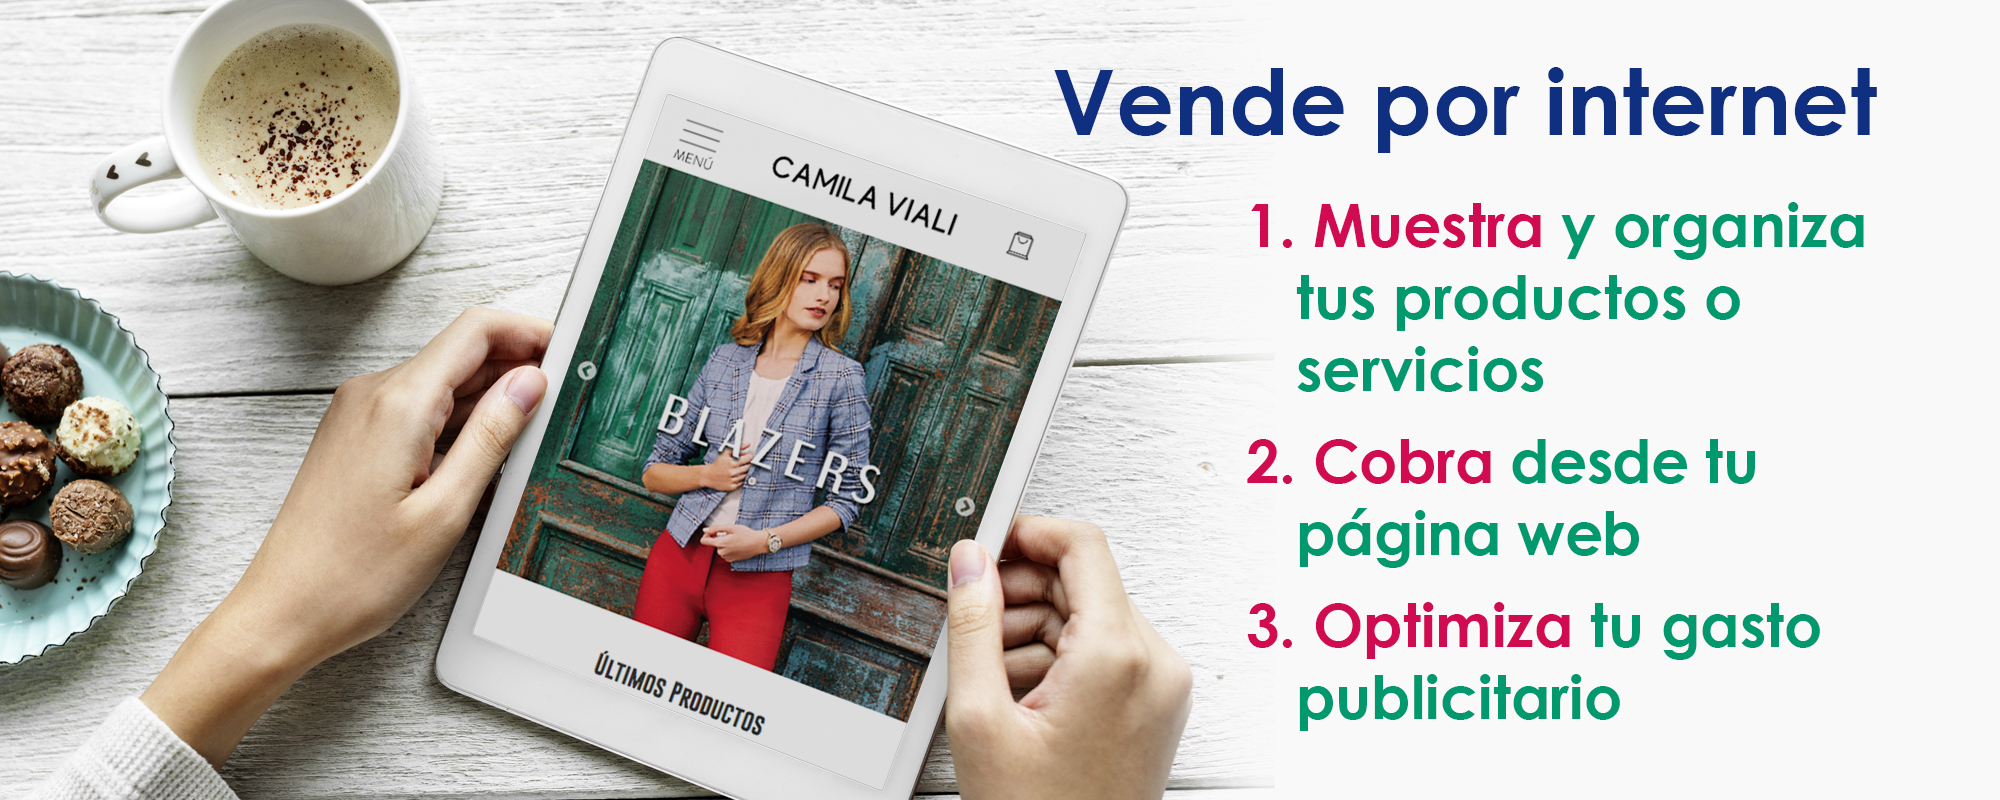 MENÚ
CAMILA VIALI
BLAZERS
ÚLTIMOS PRODUCTOS
Vende por internet
1. Muestra y organiza
tus productos o
servicios
2. Cobra desde tu
página web
3. Optimiza tu gasto
publicitario